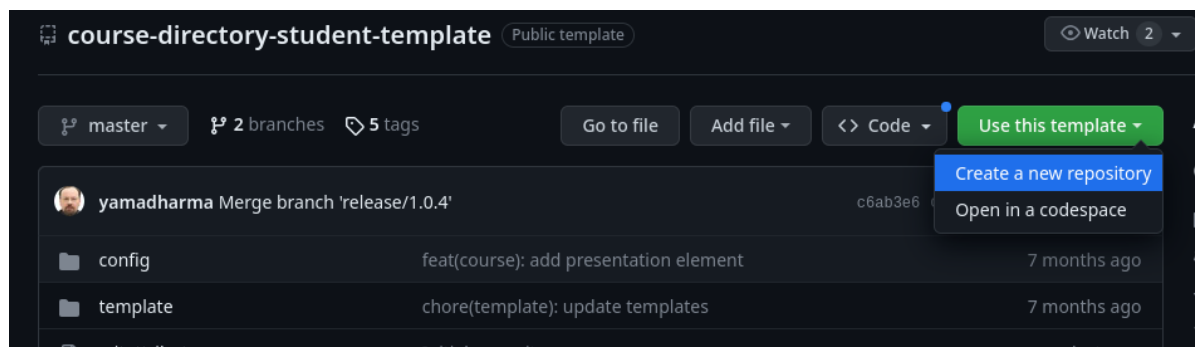 course-directory-student-template Public template Watch 2
master 2 branches 5 tags Go to file Add file <> Code Use this template
Create a new repository
Open in a codespace
yamadharma Merge branch 'release/1.0.4' c6ab3e6
config feat(course): add presentation element 7 months ago
template chore(template): update templates 7 months ago